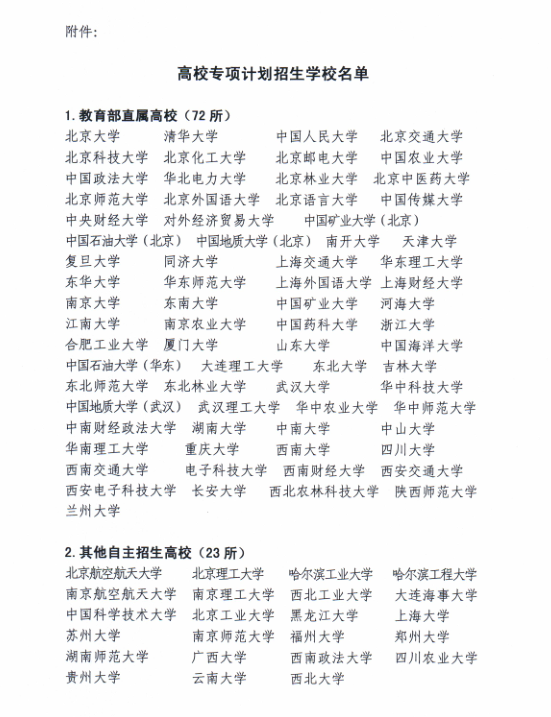 附件：
高校专项计划招生学校名单
1.教育部直属高校（72所）
北京大学 清华大学 中国人民大学 北京交通大学
北京科技大学 北京化工大学 北京邮电大学 中国农业大学
中国政法大学 华北电力大学 北京林业大学 北京中医药大学
北京师范大学 北京外国语大学 北京语言大学 中国传媒大学
中央财经大学 对外经济贸易大学 中国矿业大学（北京）
中国石油大学（北京） 中国地质大学（北京） 南开大学 天津大学
复旦大学 同济大学 上海交通大学 华东理工大学
东华大学 华东师范大学 上海外国语大学 上海财经大学
南京大学 东南大学 中国矿业大学 河海大学
江南大学 南京农业大学 中国药科大学 浙江大学
合肥工业大学 厦门大学 山东大学 中国海洋大学
中国石油大学（华东） 大连理工大学 东北大学 吉林大学
东北师范大学 东北林业大学 武汉大学 华中科技大学
中国地质大学（武汉） 武汉理工大学 华中农业大学 华中师范大学
中南财经政法大学 湖南大学 中南大学 中山大学
华南理工大学 重庆大学 西南大学 四川大学
西南交通大学 电子科技大学 西南财经大学 西安交通大学
西安电子科技大学 长安大学 西北农林科技大学 陕西师范大学
兰州大学
2.其他自主招生高校（23所）
北京航空航天大学 北京理工大学 哈尔滨工业大学 哈尔滨工程大学
南京航空航天大学 南京理工大学 西北工业大学 大连海事大学
中国科学技术大学 北京工业大学 黑龙江大学 上海大学
苏州大学 南京师范大学 福州大学 郑州大学
湖南师范大学 广西大学 西南政法大学 四川农业大学
贵州大学 云南大学 西北大学